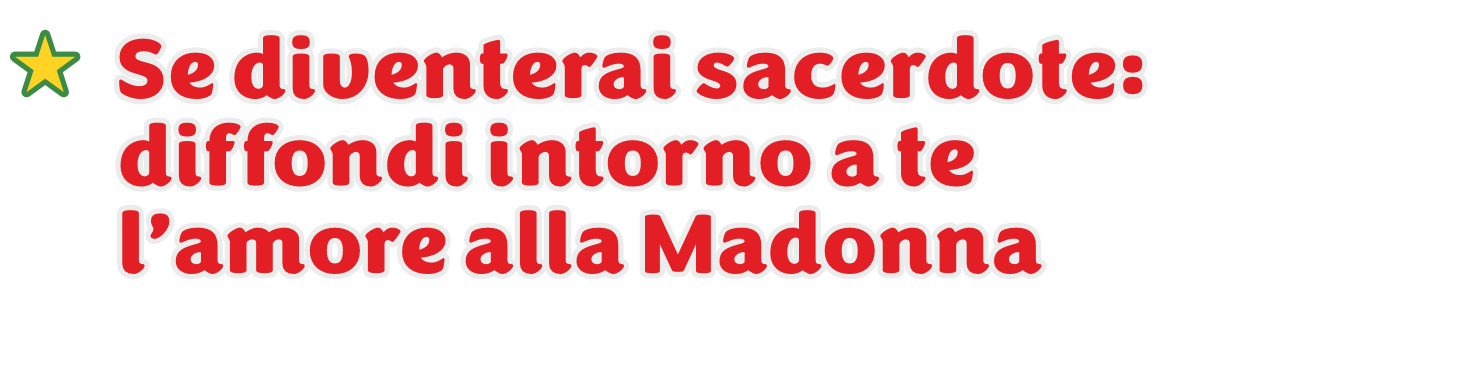 Se diventerai sacerdote:
diffondi intorno a te
l’amore alla Madonna